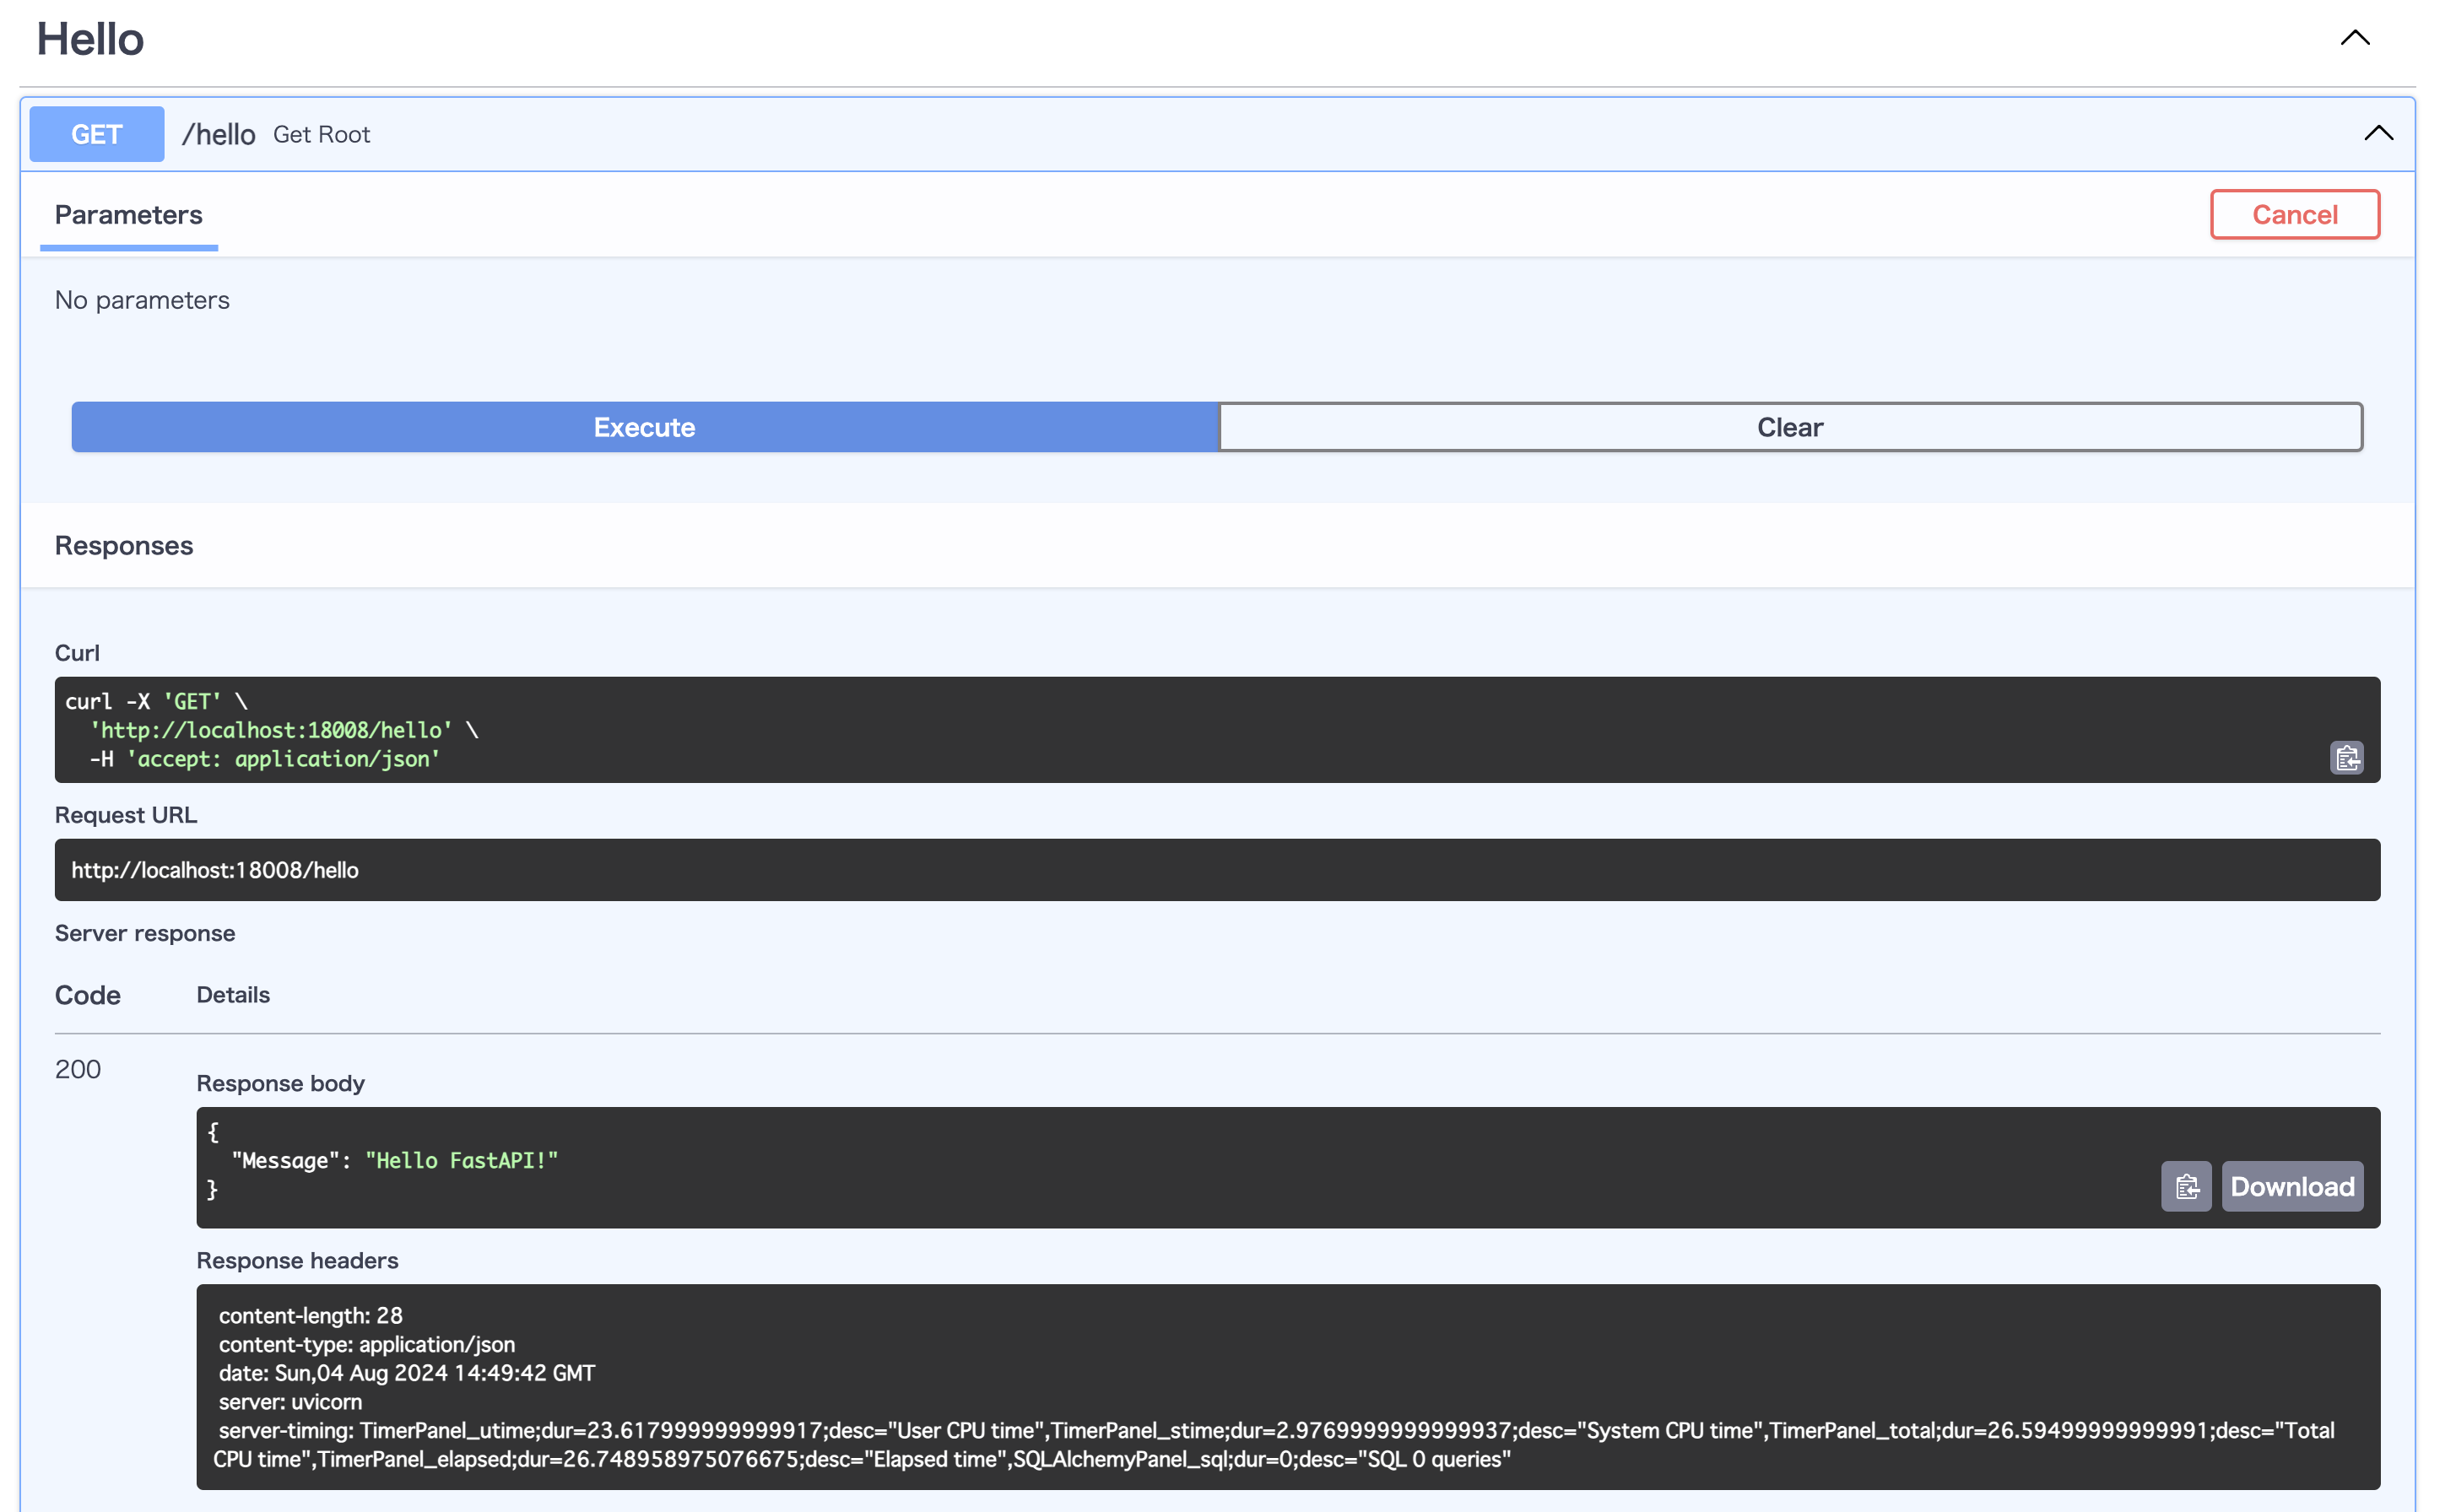 Hello
GET /hello Get Root
Parameters
Cancel
No parameters
Execute
Clear
Responses
Curl
curl -X 'GET' \
  'http://localhost:18008/hello' \
  -H 'accept: application/json'
Request URL
http://localhost:18008/hello
Server response
Code Details
200
Response body
{
  "Message": "Hello FastAPI!"
}
Download
Response headers
content-length: 28
content-type: application/json
date: Sun,04 Aug 2024 14:49:42 GMT
server: uvicorn
server-timing: TimerPanel_utime;dur=23.617999999999917;desc="User CPU time",TimerPanel_stime;dur=2.9769999999999937;desc="System CPU time",TimerPanel_total;dur=26.59499999999991;desc="Total
CPU time",TimerPanel_elapsed;dur=26.748958975076675;desc="Elapsed time",SQLAlchemyPanel_sql;dur=0;desc="SQL 0 queries"